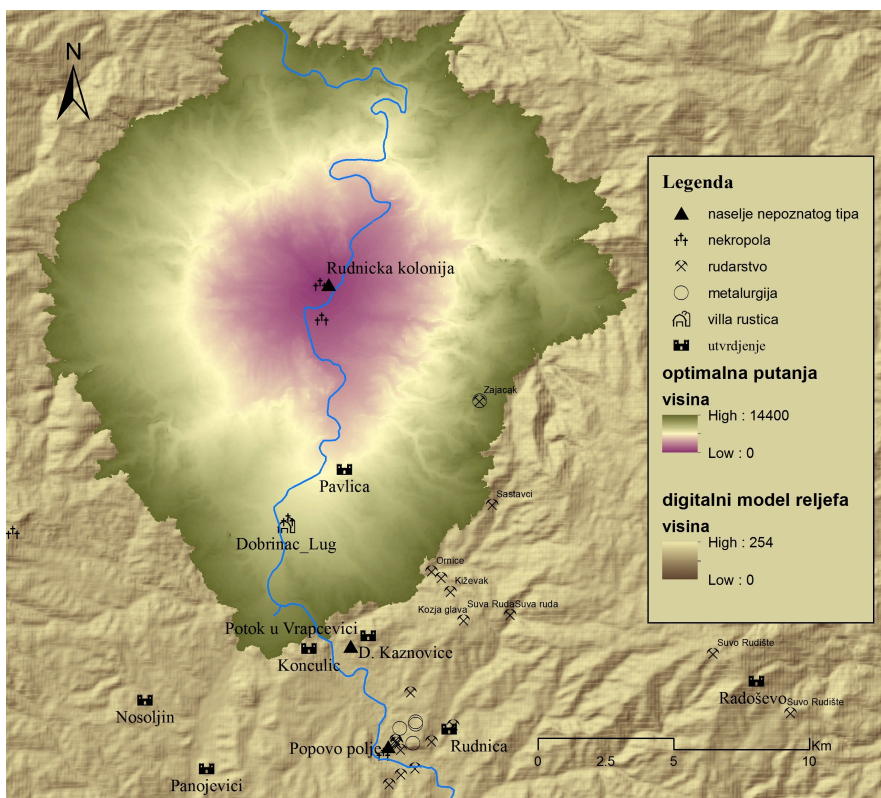 N
Rudnicka kolonija
Zajacak
Pavlica
Sastavci
Dobrinac_Lug
Ornice
Kiževak
Kozja glava
Suva Ruda
Suva ruda
Potok u Vrapcevici
D. Kaznovice
Konculic
Suvo Rudište
Radoševo
Suvo Rudište
Nosoljin
Popovo polje
Rudnica
Panojevici
Legenda
naselje nepoznatog tipa
nekropola
rudarstvo
metalurgija
villa rustica
utvrdjenje
optimalna putanja
visina
High : 14400
Low : 0
digitalni model reljefa
visina
High : 254
Low : 0
Km
0 2.5 5 10